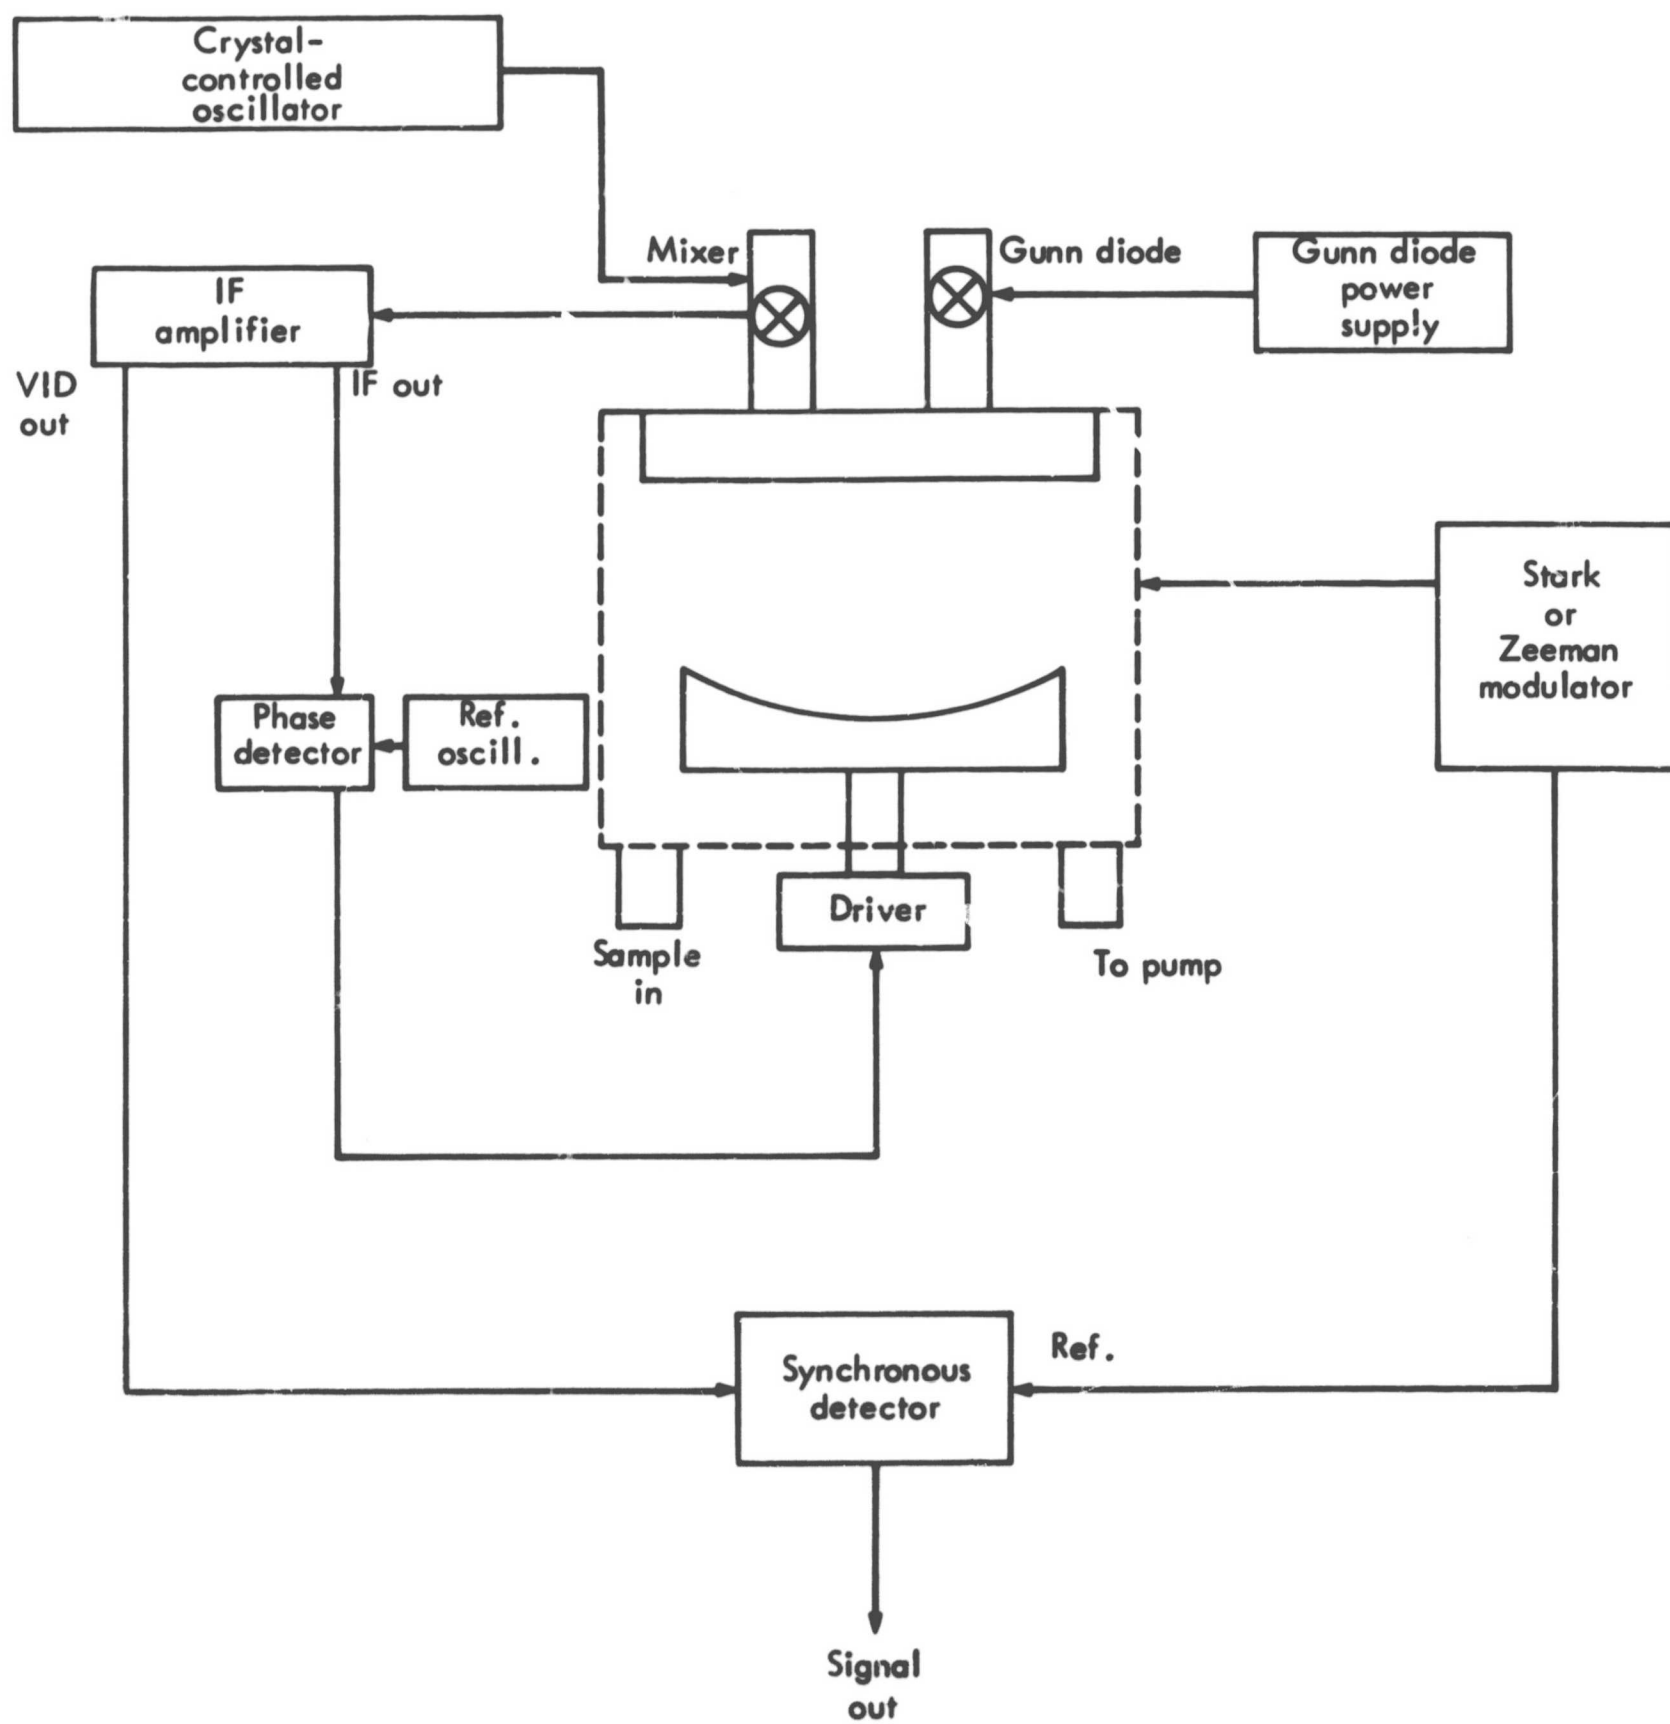 Crystal-
controlled
oscillator
Mixer
Gunn diode
Gunn diode
power
supply
IF
amplifier
VID
out
IF out
Stark
or
Zeeman
modulator
Phase
detector
Ref.
oscill.
Driver
Sample
in
To pump
Ref.
Synchronous
detector
Signal
out